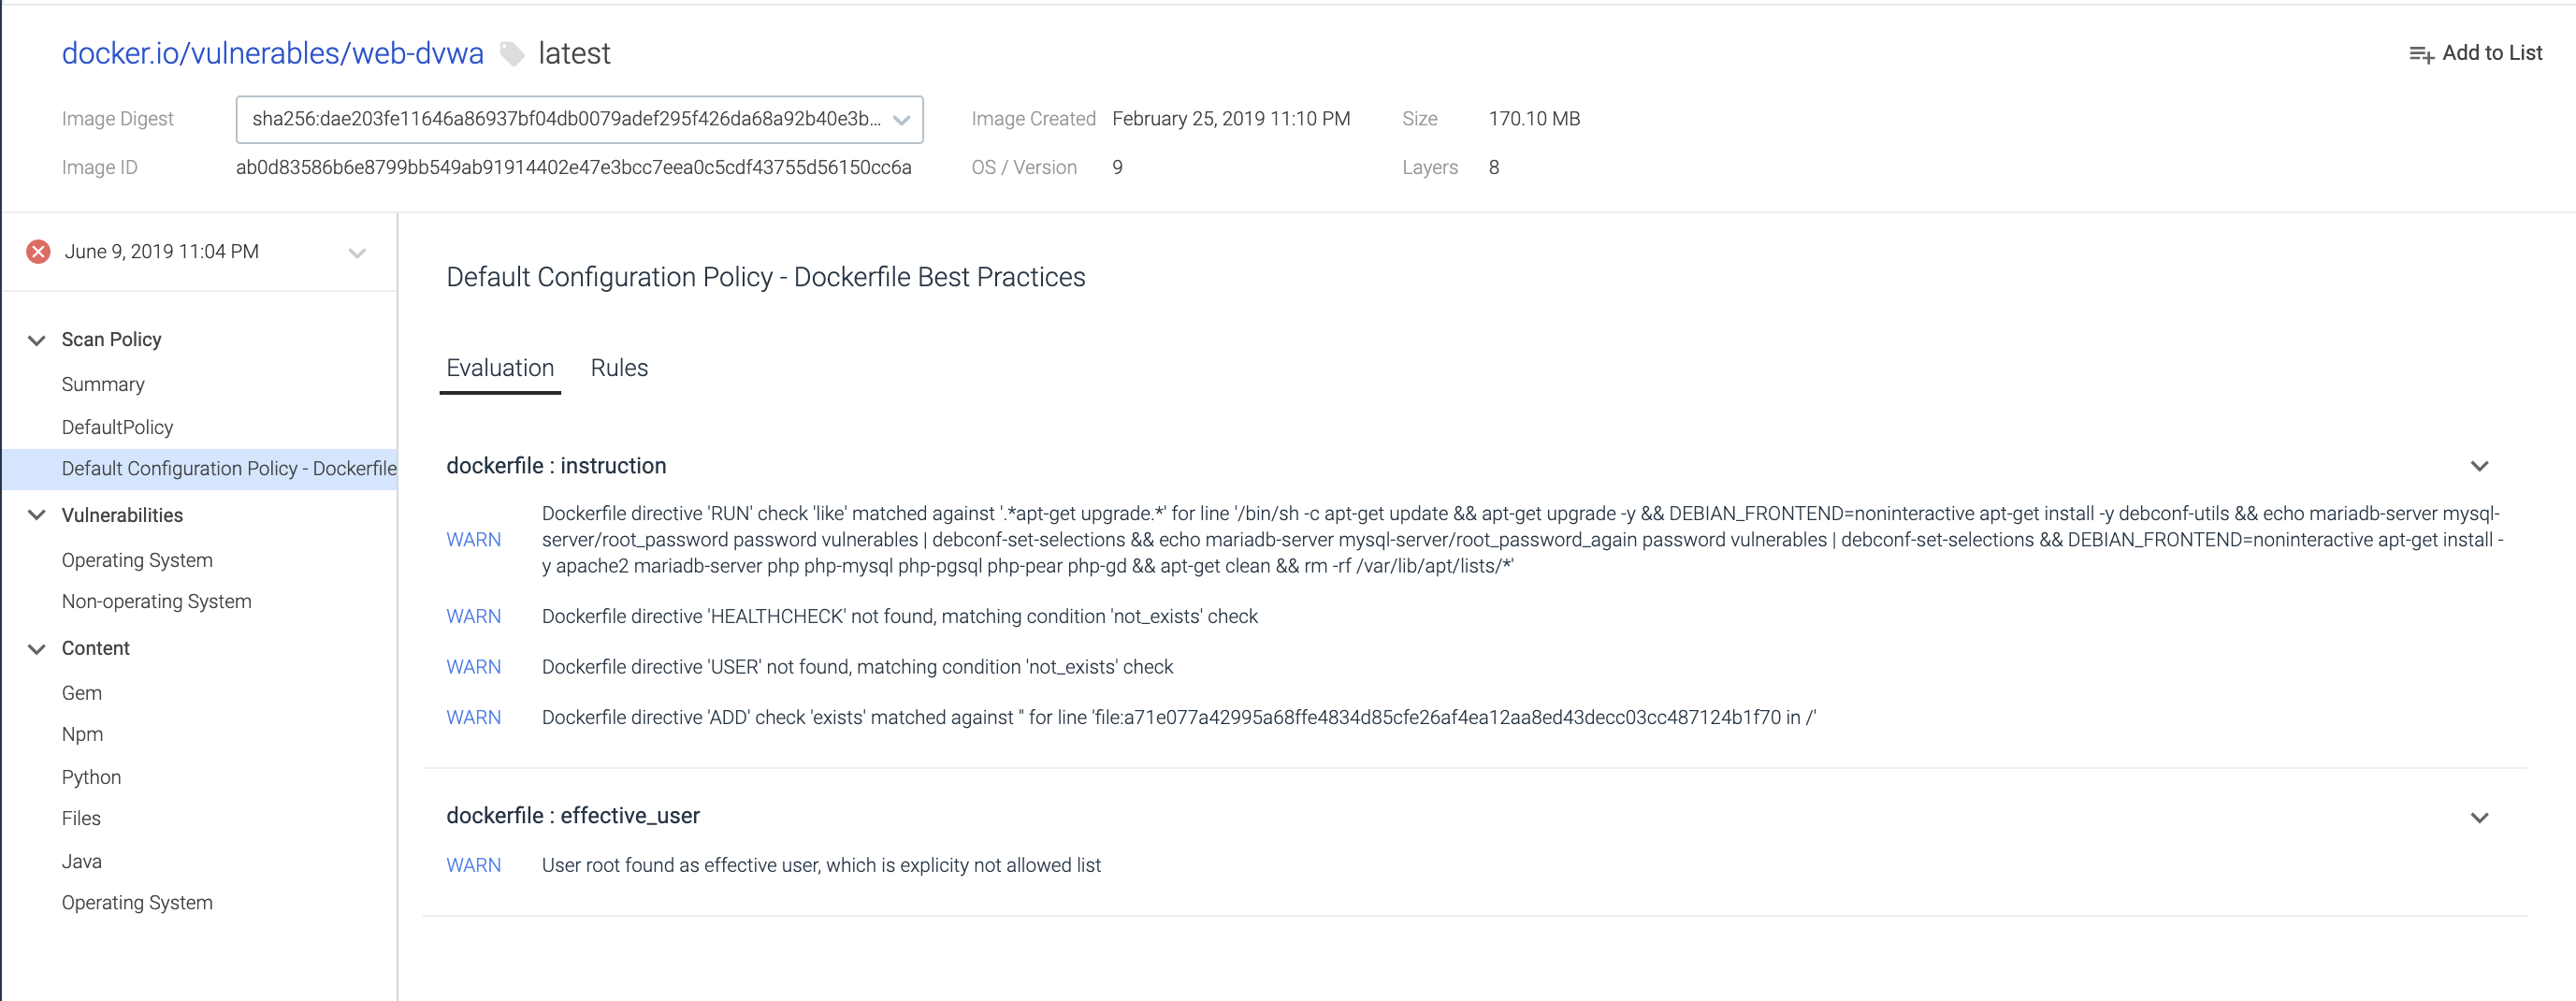 docker.io/vulnerables/web-dvwa latest
Add to List
Image Digest sha256:dae203fe11646a86937bf04db0079adef295f426da68a92b40e3b... Image Created February 25, 2019 11:10 PM Size 170.10 MB
Image ID ab0d83586b6e8799bb549ab91914402e47e3bcc7eea0c5cdf43755d56150cc6a OS / Version 9 Layers 8
June 9, 2019 11:04 PM
Scan Policy
Summary
DefaultPolicy
Default Configuration Policy - Dockerfile
Vulnerabilities
Operating System
Non-operating System
Content
Gem
Npm
Python
Files
Java
Operating System
Default Configuration Policy - Dockerfile Best Practices
Evaluation Rules
dockerfile : instruction
WARN
Dockerfile directive 'RUN' check 'like' matched against '.*apt-get upgrade.*' for line '/bin/sh -c apt-get update && apt-get upgrade -y && DEBIAN_FRONTEND=noninteractive apt-get install -y debconf-utils && echo mariadb-server mysql-
server/root_password password vulnerables | debconf-set-selections && echo mariadb-server mysql-server/root_password_again password vulnerables | debconf-set-selections && DEBIAN_FRONTEND=noninteractive apt-get install -
y apache2 mariadb-server php php-mysql php-pgsql php-pear php-gd && apt-get clean && rm -rf /var/lib/apt/lists/*'
WARN Dockerfile directive 'HEALTHCHECK' not found, matching condition 'not_exists' check
WARN Dockerfile directive 'USER' not found, matching condition 'not_exists' check
WARN Dockerfile directive 'ADD' check 'exists' matched against '' for line 'file:a71e077a42995a68ffe4834d85cfe26af4ea12aa8ed43decc03cc487124b1f70 in /'
dockerfile : effective_user
WARN User root found as effective user, which is explicity not allowed list